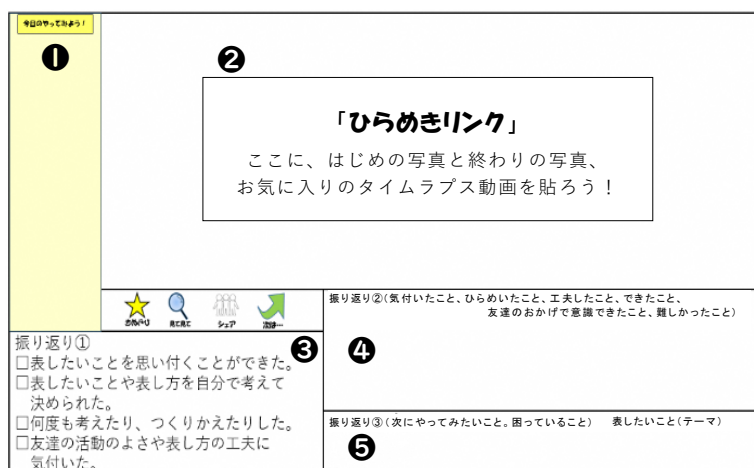 今日のやってみよう!
❶
❷
「ひらめきリンク」
ここに、はじめの写真と終わりの写真、
お気に入りのタイムラプス動画を貼ろう!
見て見て
シェア
次は…
振り返り①
❸
□表したいことを思い付くことができた。
□表したいことや表し方を自分で考えて
決められた。
□何度も考えたり、つくりかえたりした。
□友達の活動のよさや表し方の工夫に
気付いた。
振り返り②(気付いたこと、ひらめいたこと、工夫したこと、できたこと、
友達のおかげで意識できたこと、難しかったこと)
❹
振り返り③(次にやってみたいこと。困っていること) 表したいこと(テーマ)
❺